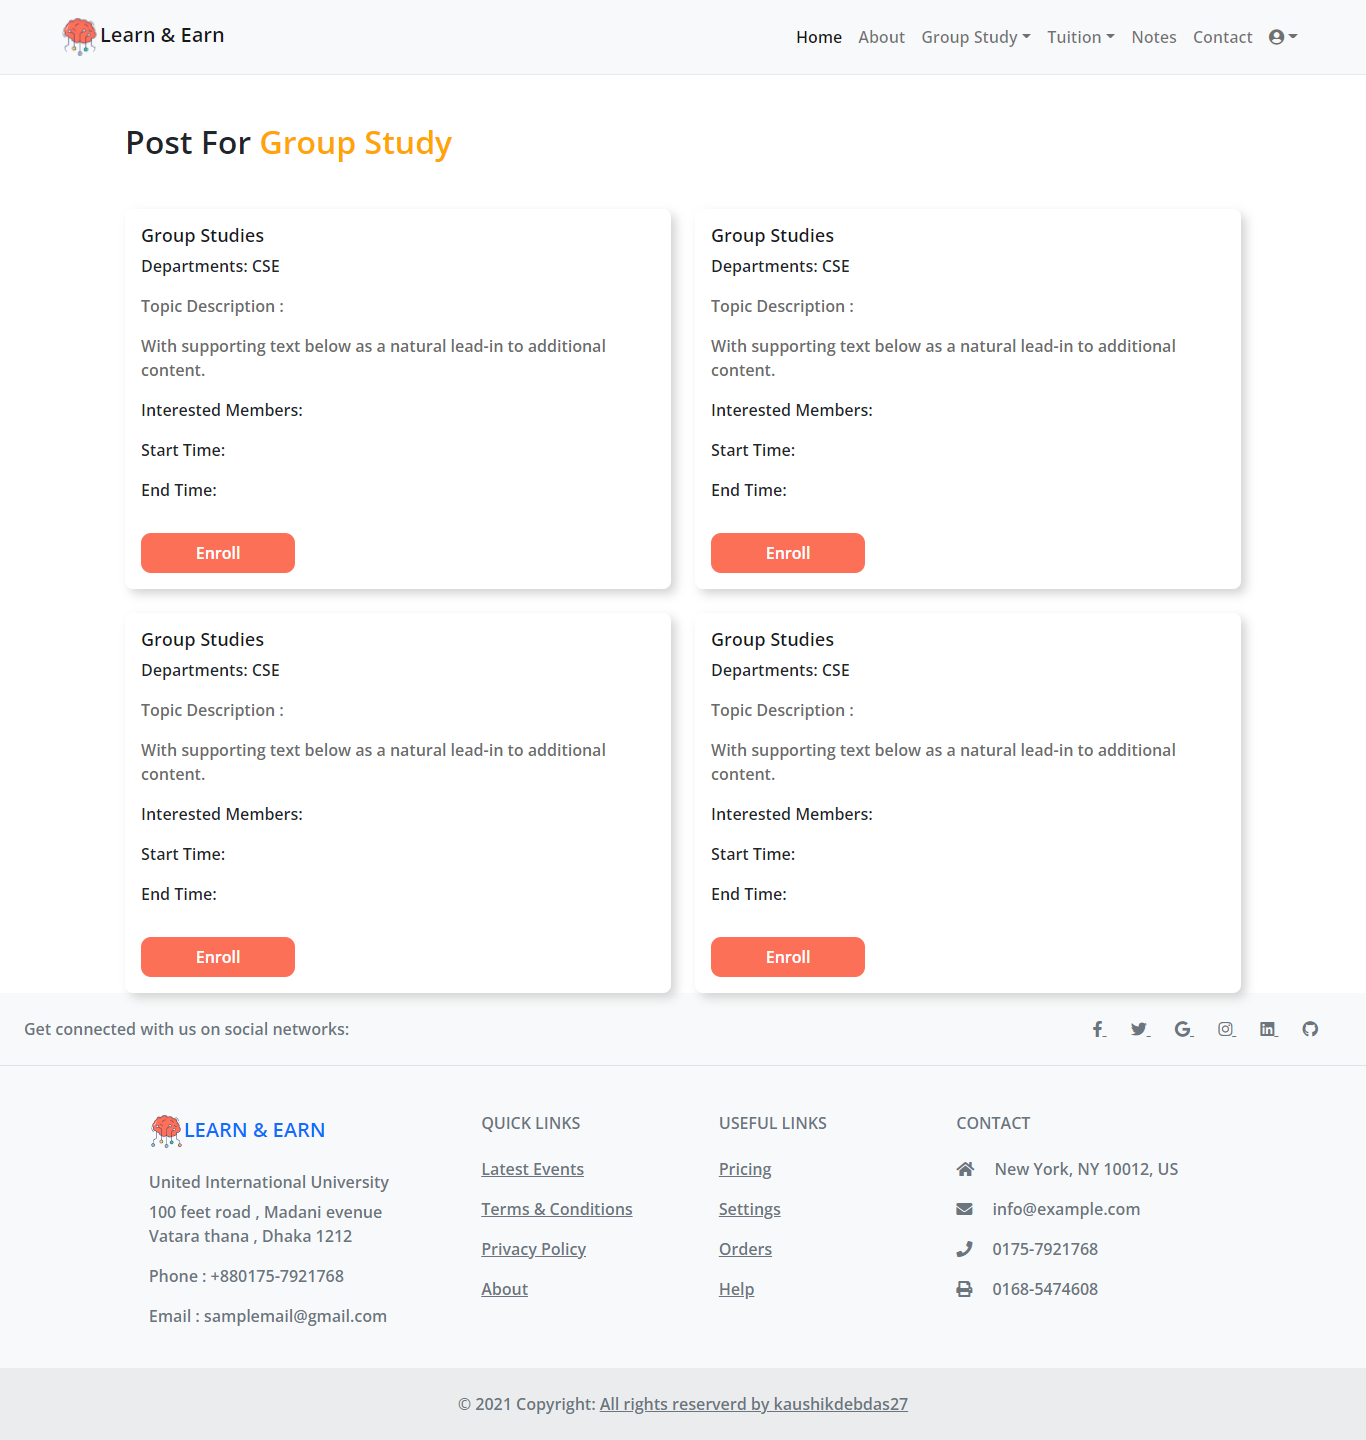 Learn & Earn
Home About Group Study Tuition Notes Contact
Post For Group Study
Group Studies
Departments: CSE
Topic Description :
With supporting text below as a natural lead-in to additional
content.
Interested Members:
Start Time:
End Time:
Enroll
Group Studies
Departments: CSE
Topic Description :
With supporting text below as a natural lead-in to additional
content.
Interested Members:
Start Time:
End Time:
Enroll
Group Studies
Departments: CSE
Topic Description :
With supporting text below as a natural lead-in to additional
content.
Interested Members:
Start Time:
End Time:
Enroll
Group Studies
Departments: CSE
Topic Description :
With supporting text below as a natural lead-in to additional
content.
Interested Members:
Start Time:
End Time:
Enroll
Get connected with us on social networks:
LEARN & EARN
United International University
100 feet road , Madani evenue
Vatara thana , Dhaka 1212
Phone : +880175-7921768
Email : samplemail@gmail.com
QUICK LINKS
Latest Events
Terms & Conditions
Privacy Policy
About
USEFUL LINKS
Pricing
Settings
Orders
Help
CONTACT
New York, NY 10012, US
info@example.com
0175-7921768
0168-5474608
© 2021 Copyright: All rights reserverd by kaushikdebdas27